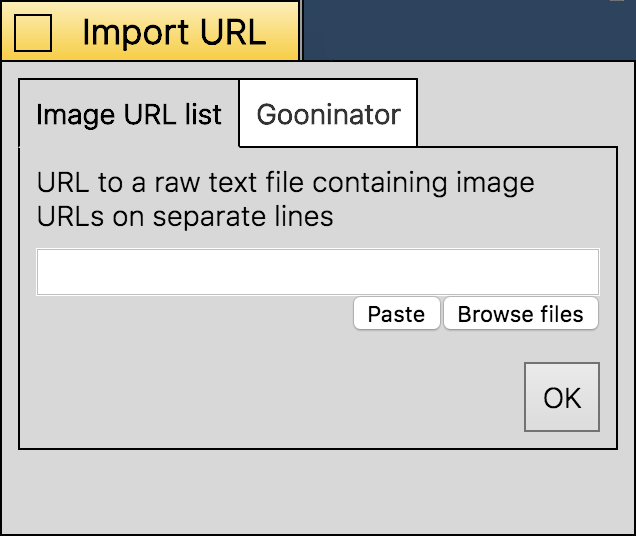 Import URL
Image URL list
Gooninator
URL to a raw text file containing image
URLs on separate lines
Paste
Browse files
OK